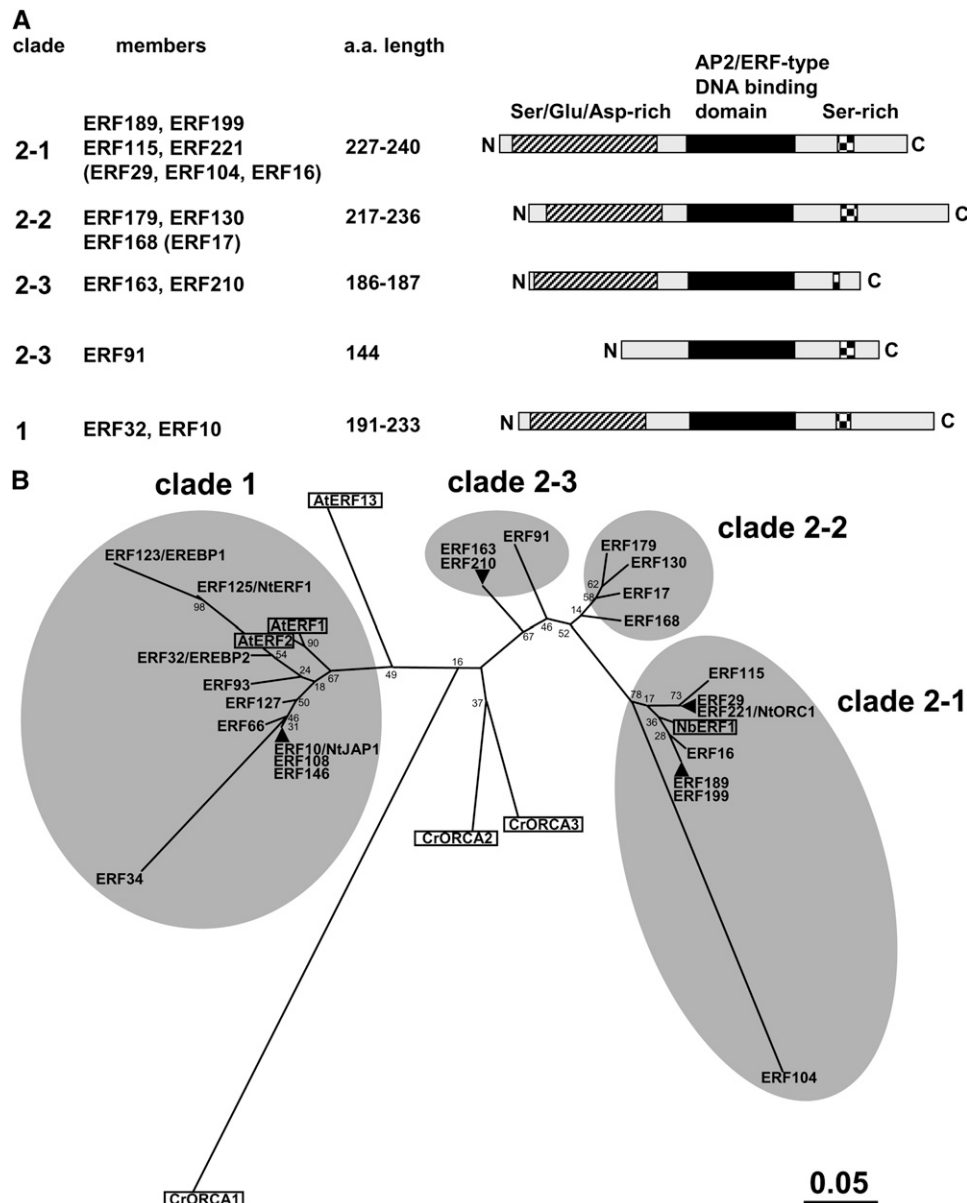 A
clade members a.a. length
AP2/ERF-type
DNA binding
domain
Ser/Glu/Asp-rich Ser-rich
2-1
ERF189, ERF199
ERF115, ERF221
(ERF29, ERF104, ERF16)
227-240
N C
2-2
ERF179, ERF130
ERF168 (ERF17)
217-236
N C
2-3 ERF163, ERF210 186-187 N C
2-3 ERF91 144 N C
1 ERF32, ERF10 191-233 N C
B
clade 1
AtERF13
clade 2-3
clade 2-2
clade 2-1
ERF123/EREBP1
ERF125/NtERF1
98
AtERF1
90
AtERF2
54
ERF32/EREBP2
24
67
ERF93
18
ERF127
50
ERF66
46
31
ERF10/NtJAP1
ERF108
ERF146
ERF34
49
16
37
CrORCA2
CrORCA3
CrORCA1
ERF163
ERF210
ERF91
67
46
52
ERF179
ERF130
62
58
ERF17
14
ERF168
78
17
73
ERF115
ERF29
ERF221/NtORC1
36
NbERF1
28
ERF16
ERF189
ERF199
ERF104
0.05